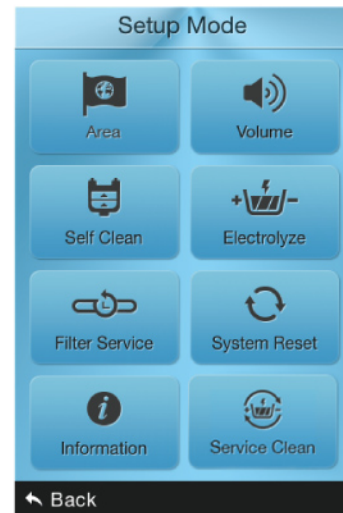 Setup Mode
Area
Volume
Self Clean
Electrolyze
Filter Service
System Reset
Information
Service Clean
Back